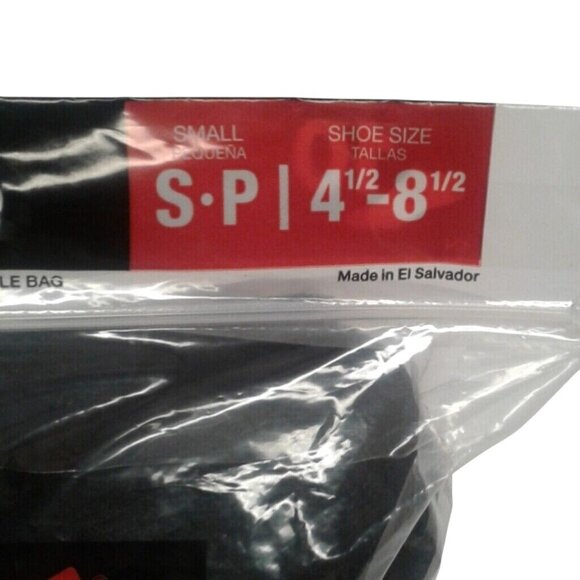 SMALL
PEQUEÑA
SHOE SIZE
TALLAS
S·P | 4 1/2-8 1/2
LE BAG
Made in El Salvador